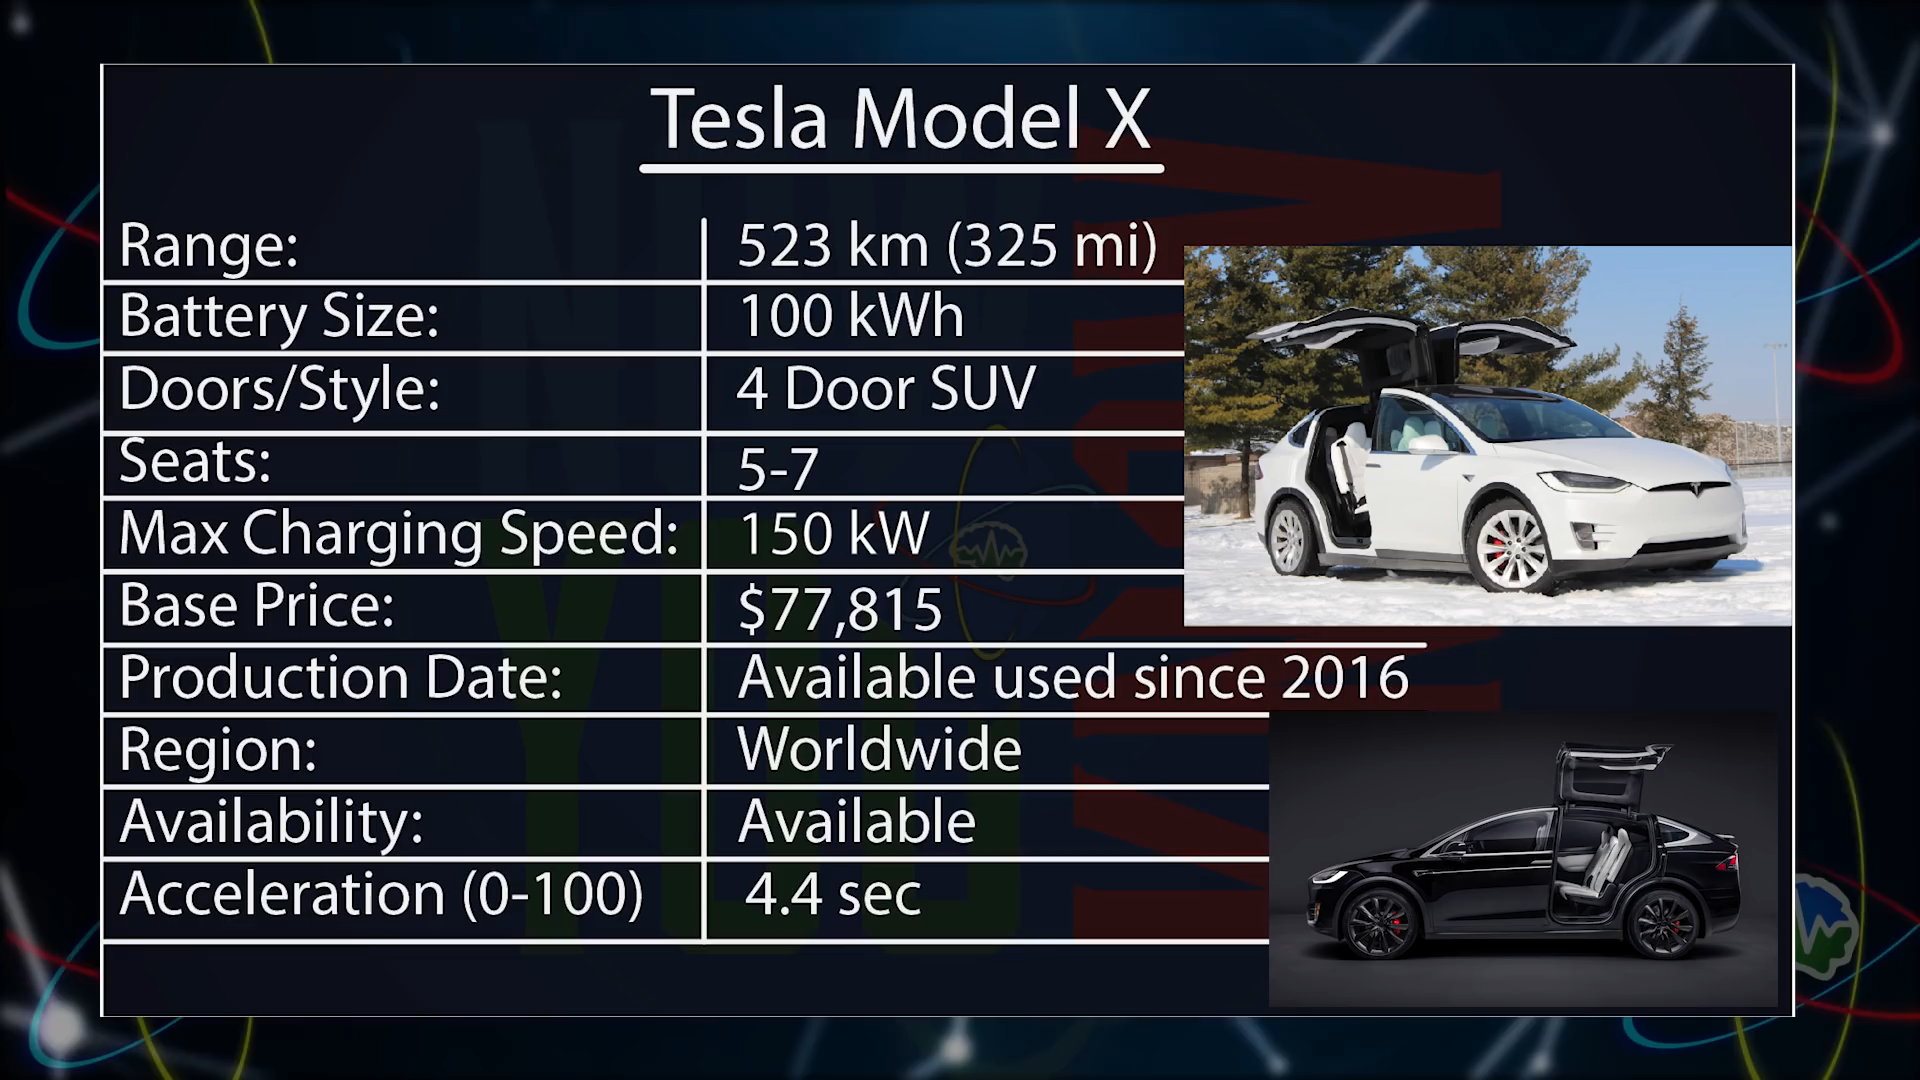 Tesla Model X
Range: 523 km (325 mi)
Battery Size: 100 kWh
Doors/Style: 4 Door SUV
Seats: 5-7
Max Charging Speed: 150 kW
Base Price: $77,815
Production Date: Available used since 2016
Region: Worldwide
Availability: Available
Acceleration (0-100) 4.4 sec